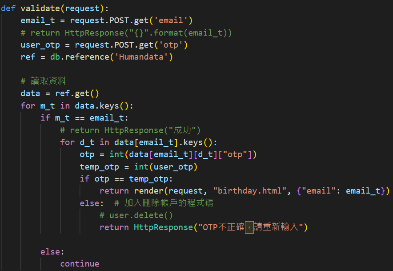 def validate(request):
    email_t = request.POST.get('email')
    # return HttpResponse("{}".format(email_t))
    user_otp = request.POST.get('otp')
    ref = db.reference('Humandata')

    # 讀取資料
    data = ref.get()
    for m_t in data.keys():
        if m_t == email_t:
            # return HttpResponse("成功")
            for d_t in data[email_t].keys():
                otp = int(data[email_t][d_t]["otp"])
                temp_otp = int(user_otp)
                if otp == temp_otp:
                    return render(request, "birthday.html", {"email": email_t})
                else:  # 加入刪除帳戶的程式碼
                    # user.delete()
                    return HttpResponse("OTP不正確，請重新輸入")

        else:
            continue